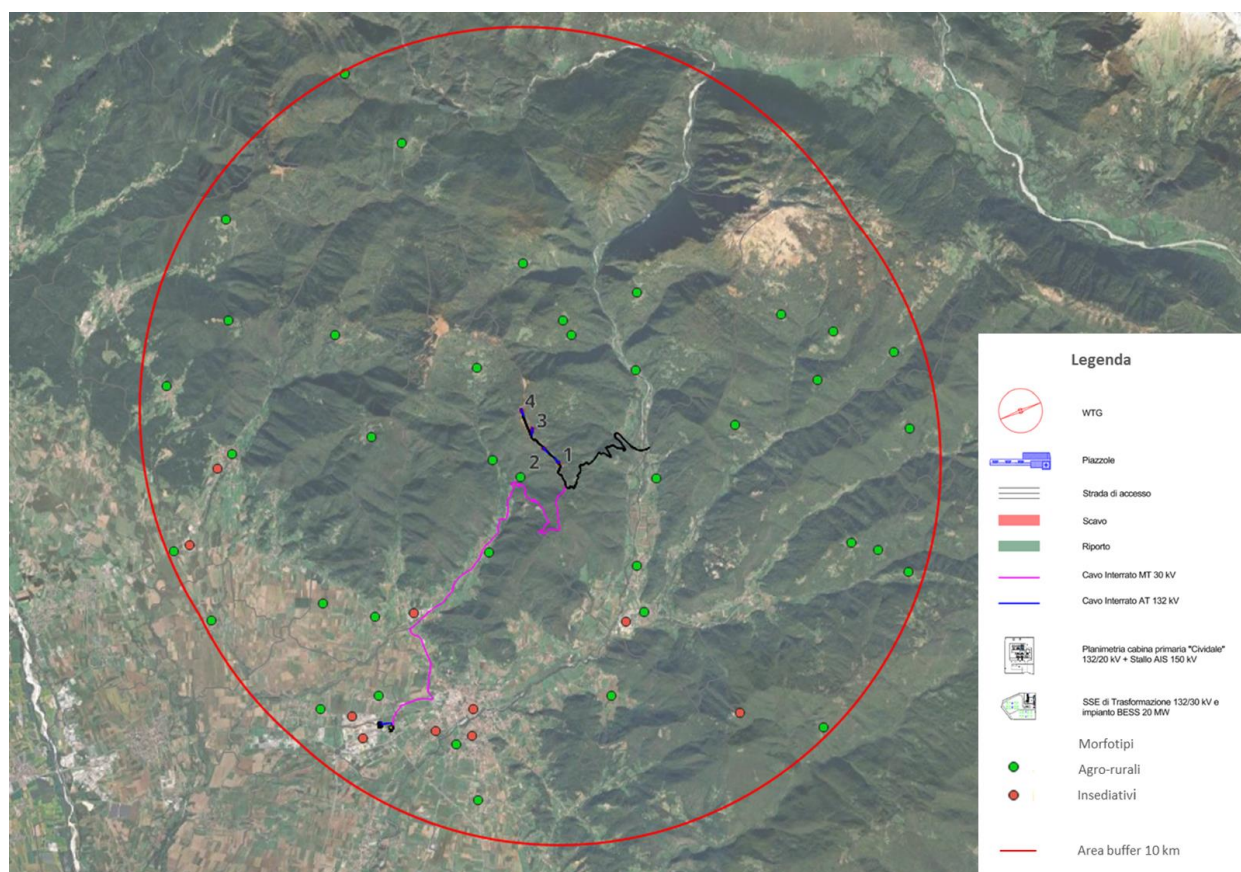 4
3
2
1
Legenda
WTG
Piazzole
Strada di accesso
Scavo
Riporto
Cavo Interrato MT 30 kV
Cavo Interrato AT 132 kV
Planimetria cabina primaria "Cividale"
132/20 kV + Stallo AIS 150 kV
SSE di Trasformazione 132/30 kV e
impianto BESS 20 MW
Morfotipi
Agro-rurali
Insediativi
Area buffer 10 km